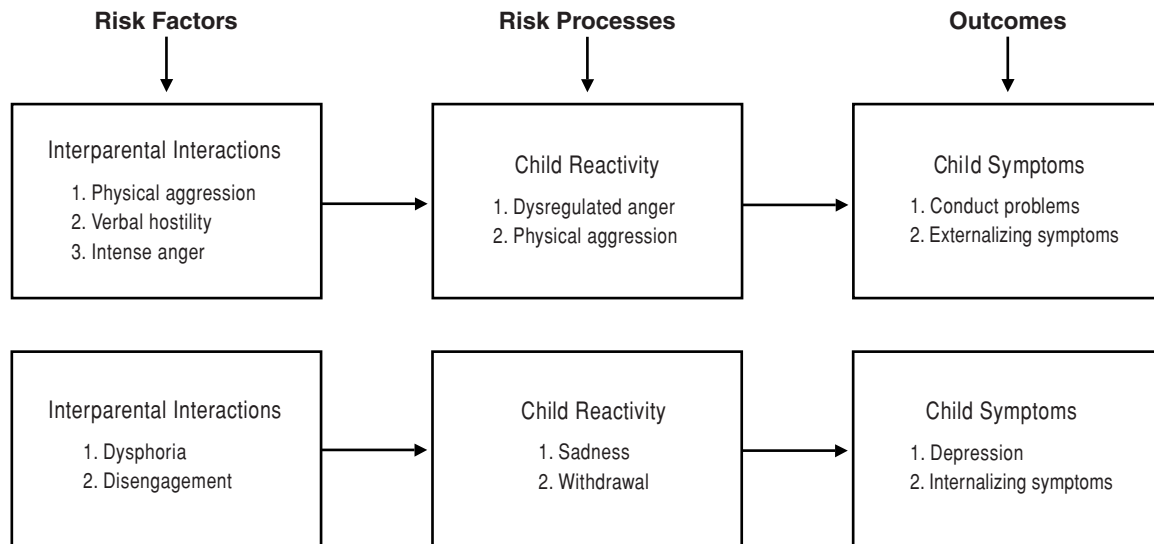 Risk Factors
Risk Processes
Outcomes
Interparental Interactions
1. Physical aggression
2. Verbal hostility
3. Intense anger
Child Reactivity
1. Dysregulated anger
2. Physical aggression
Child Symptoms
1. Conduct problems
2. Externalizing symptoms
Interparental Interactions
1. Dysphoria
2. Disengagement
Child Reactivity
1. Sadness
2. Withdrawal
Child Symptoms
1. Depression
2. Internalizing symptoms